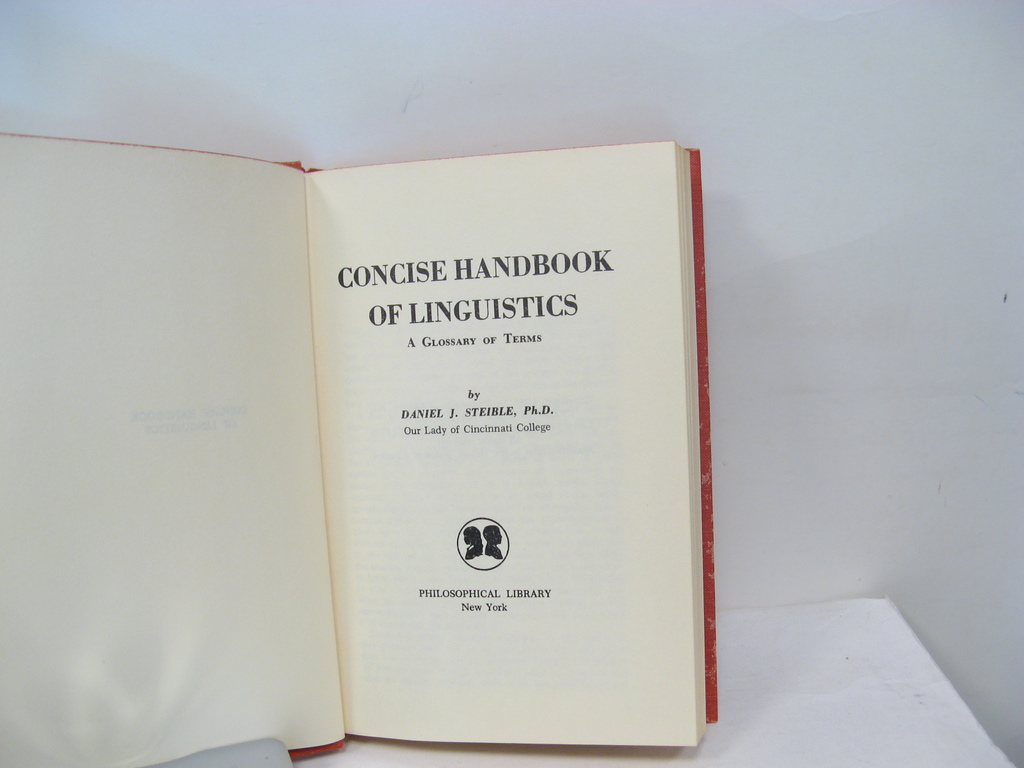 CONCISE HANDBOOK
OF LINGUISTICS
A GLOSSARY OF TERMS
by
DANIEL J. STEIBLE, Ph.D.
Our Lady of Cincinnati College
PHILOSOPHICAL LIBRARY
New York